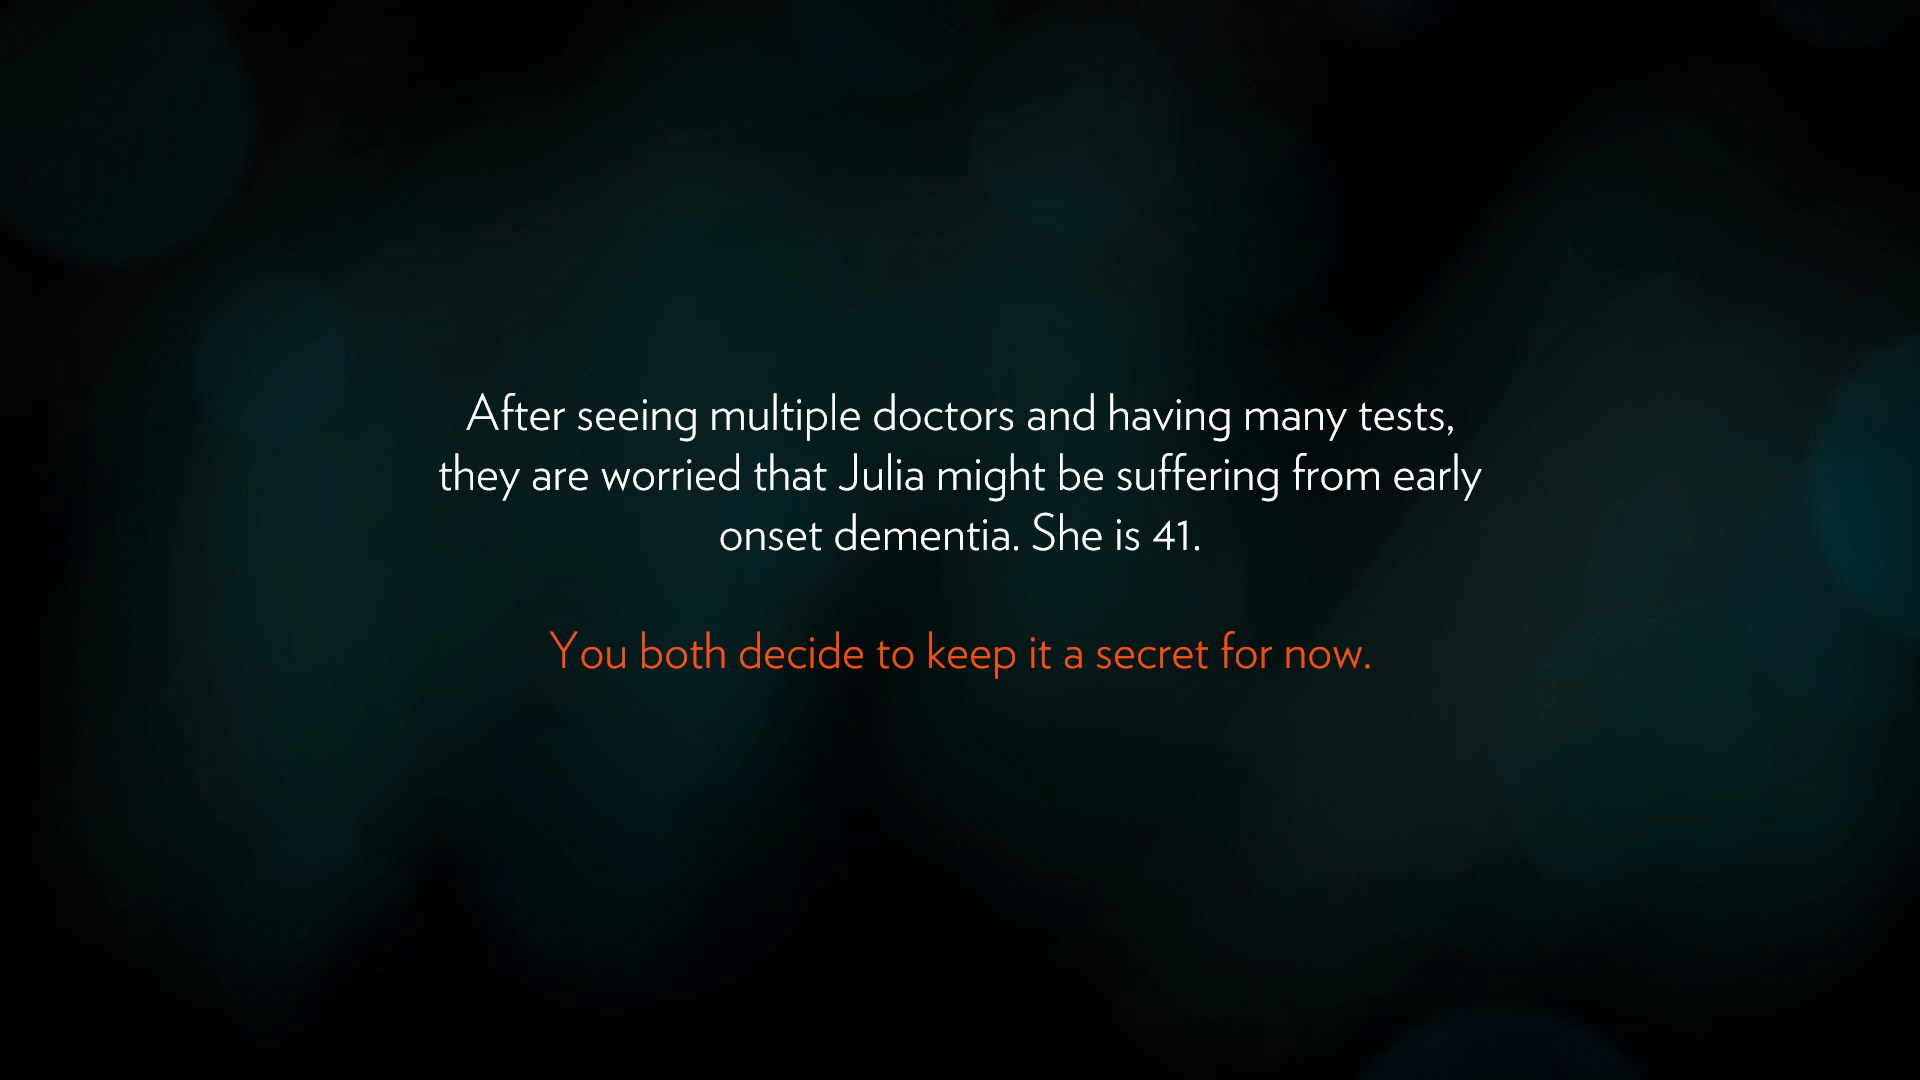 After seeing multiple doctors and having many tests,
they are worried that Julia might be suffering from early
onset dementia. She is 41.
You both decide to keep it a secret for now.